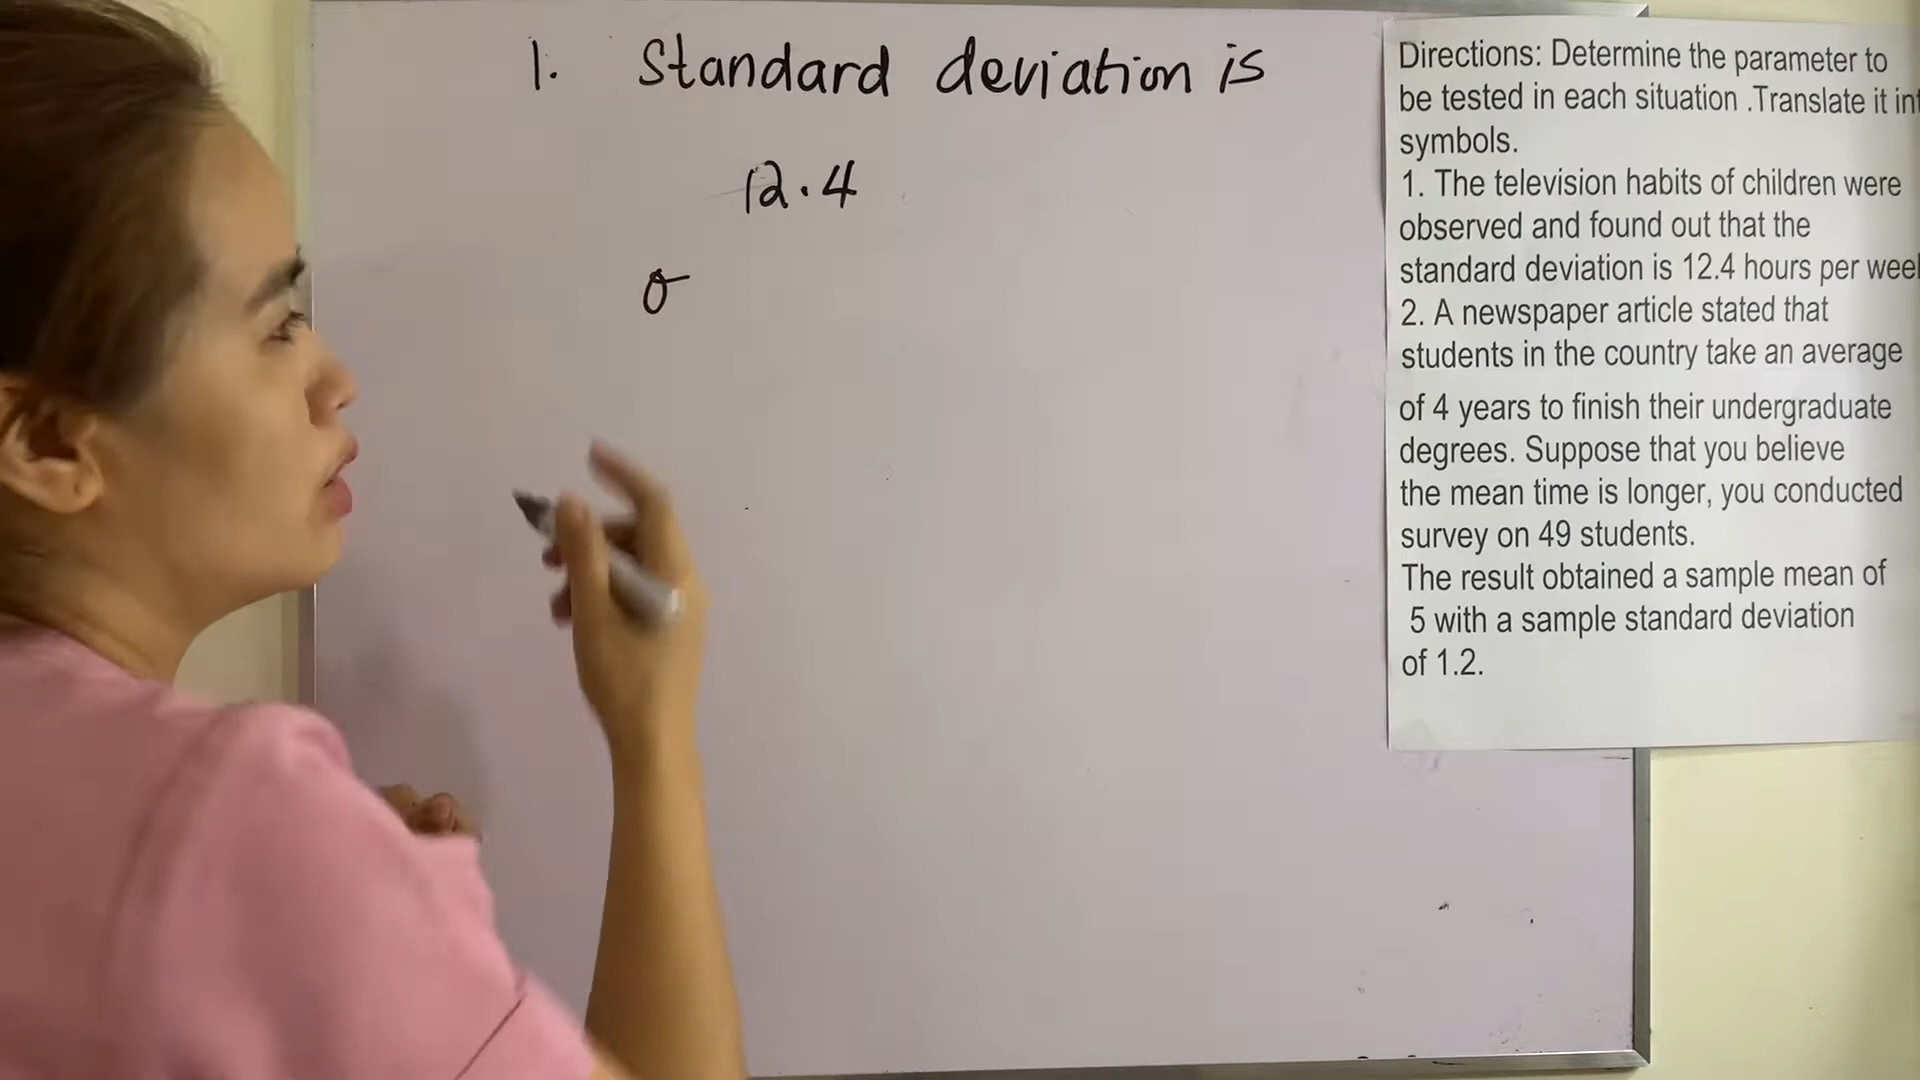 1. Standard deviation is
12.4
σ
Directions: Determine the parameter to
be tested in each situation .Translate it int
symbols.
1. The television habits of children were
observed and found out that the
standard deviation is 12.4 hours per wee
2. A newspaper article stated that
students in the country take an average
of 4 years to finish their undergraduate
degrees. Suppose that you believe
the mean time is longer, you conducted
survey on 49 students.
The result obtained a sample mean of
5 with a sample standard deviation
of 1.2.